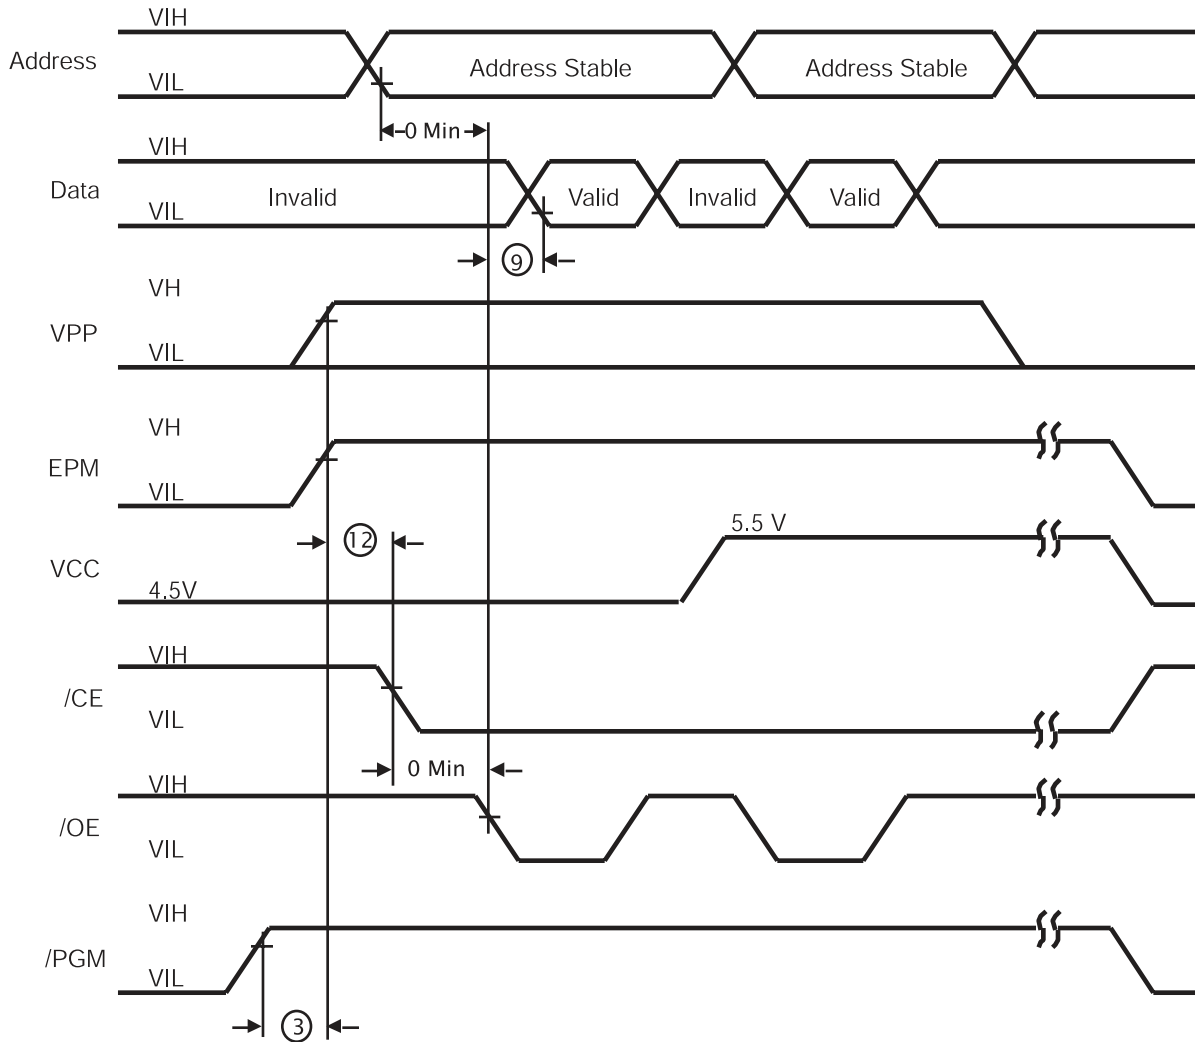 VIH
Address
VIL
Address Stable
Address Stable
0 Min
VIH
Data
VIL
Invalid
Valid
Invalid
Valid
9
VH
VPP
VIL
VH
EPM
VIL
12
5.5 V
VCC
4.5V
VIH
/CE
VIL
0 Min
VIH
/OE
VIL
VIH
/PGM
VIL
3